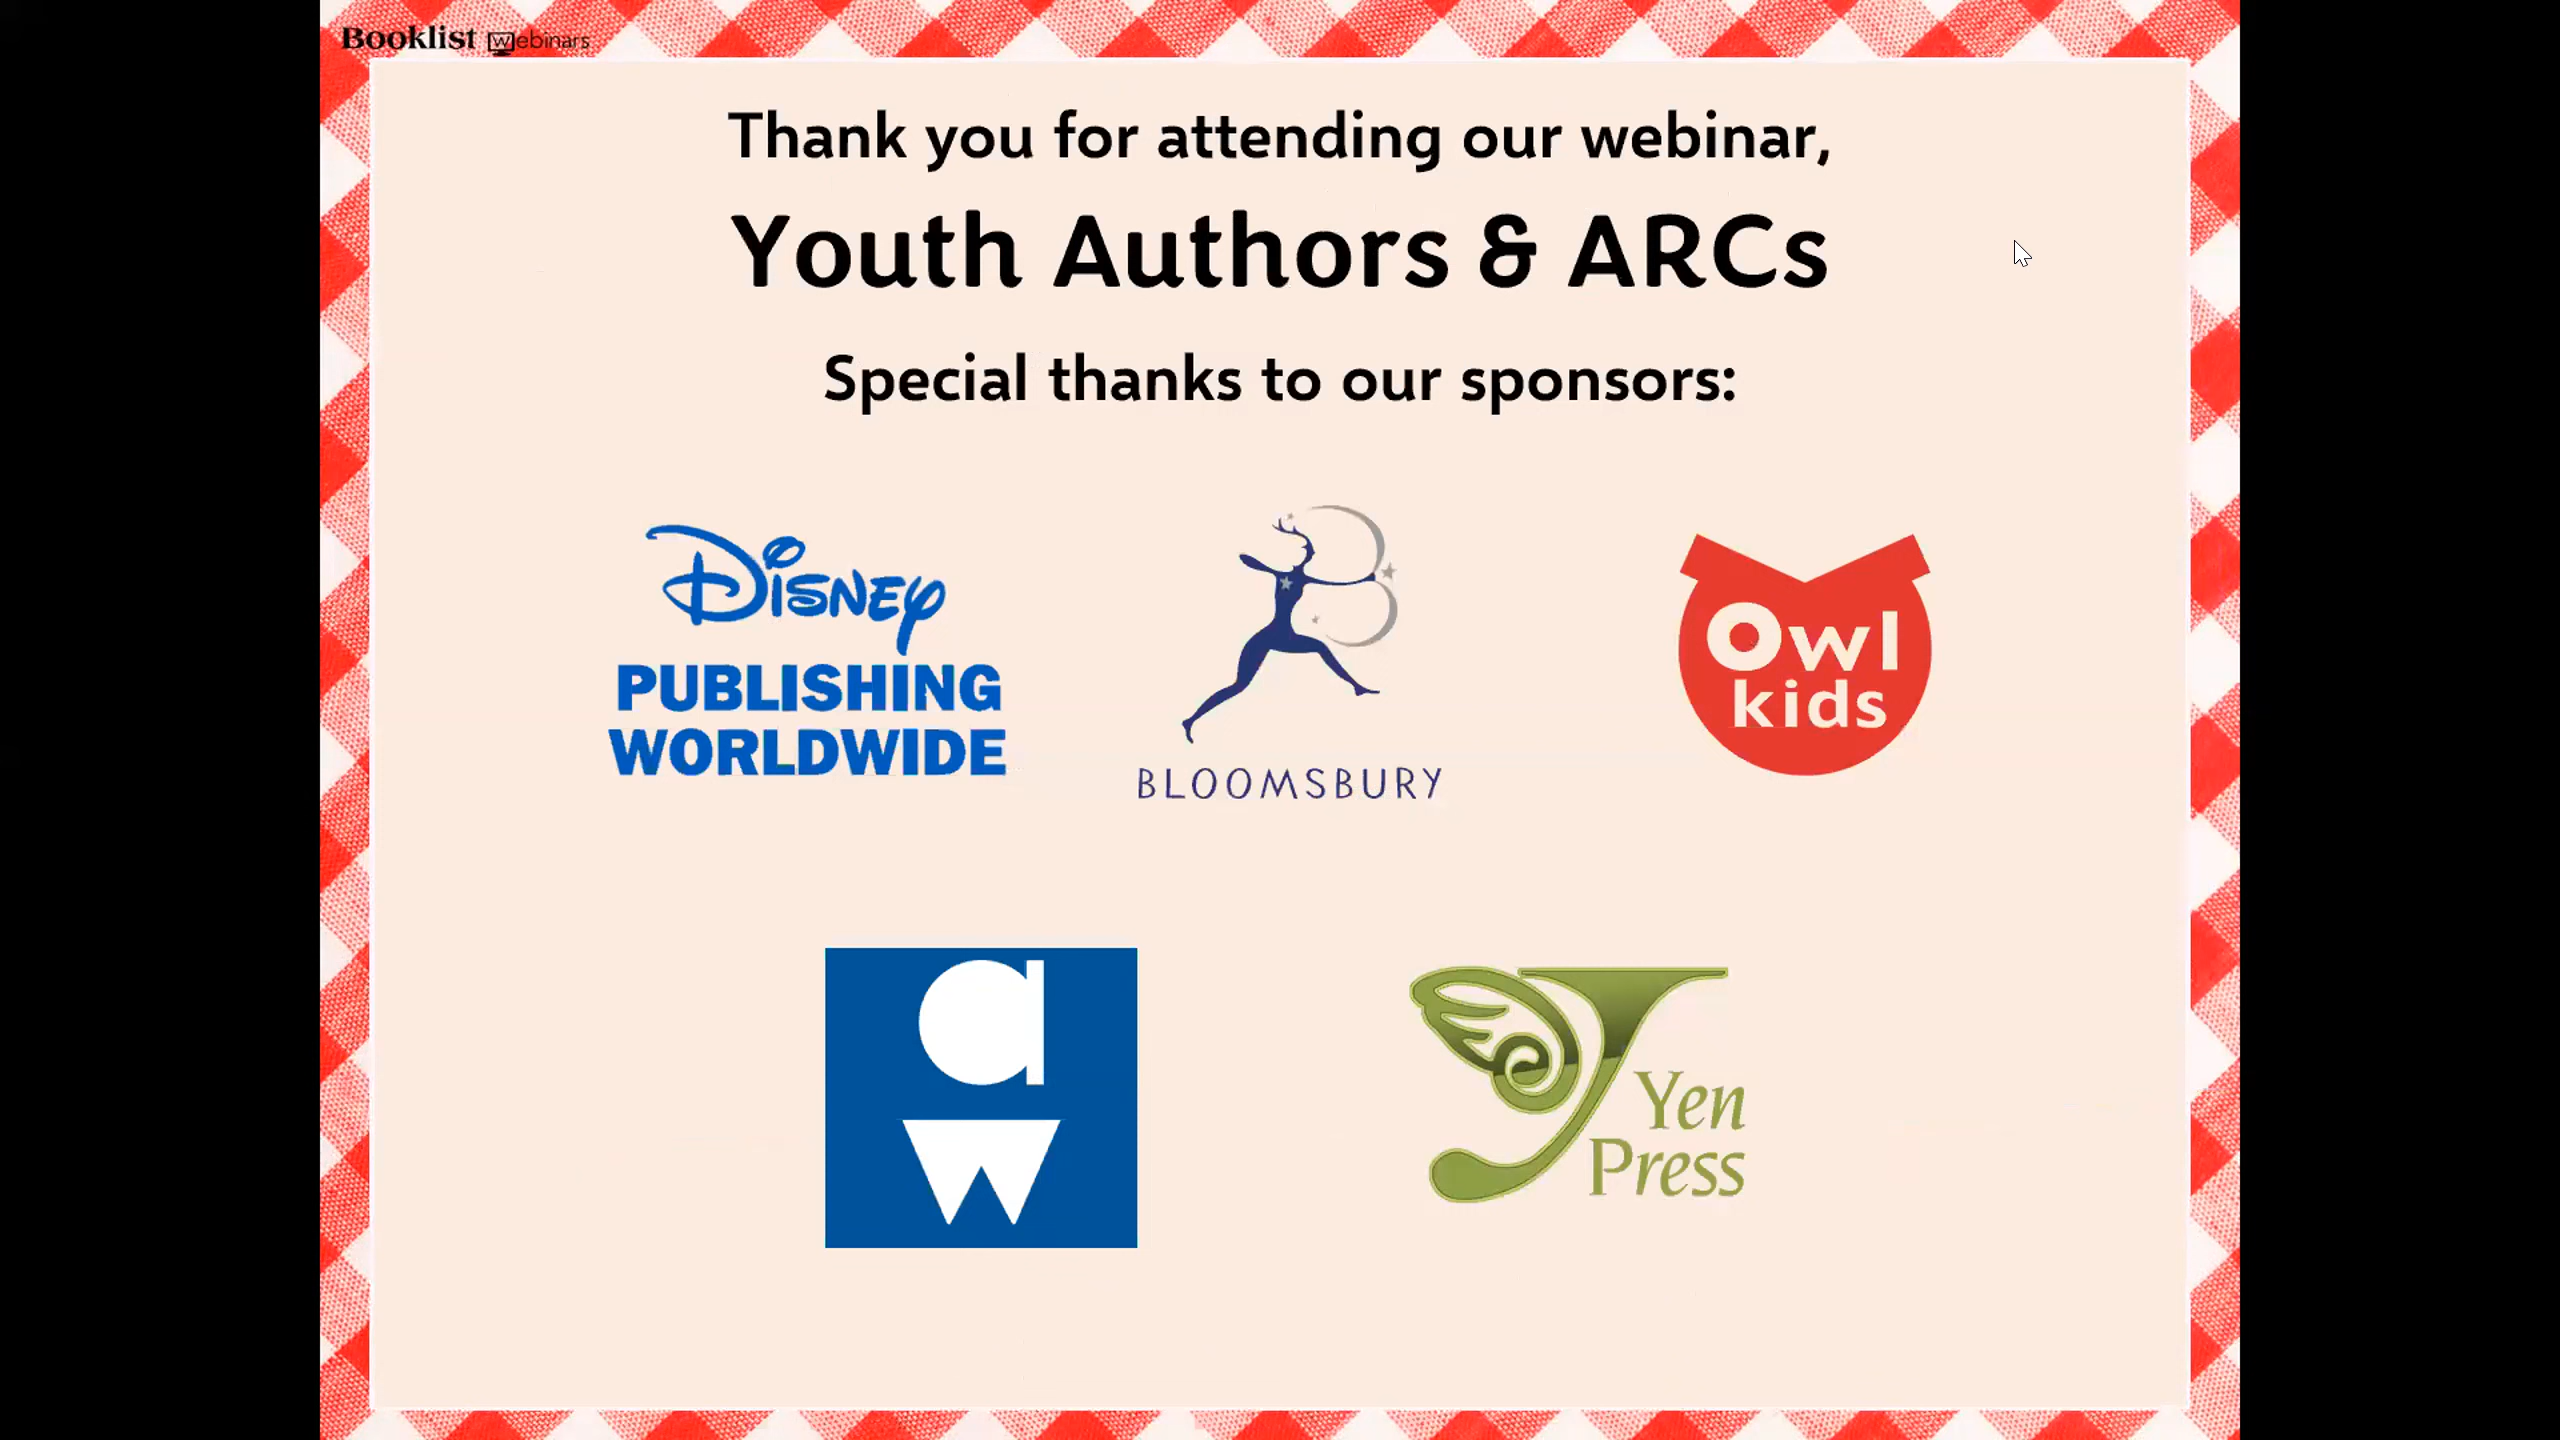 Booklist Webinars
Thank you for attending our webinar,
Youth Authors & ARCs
Special thanks to our sponsors:
Disney
PUBLISHING
WORLDWIDE
BLOOMSBURY
Owl
kids
a
w
Yen
Press